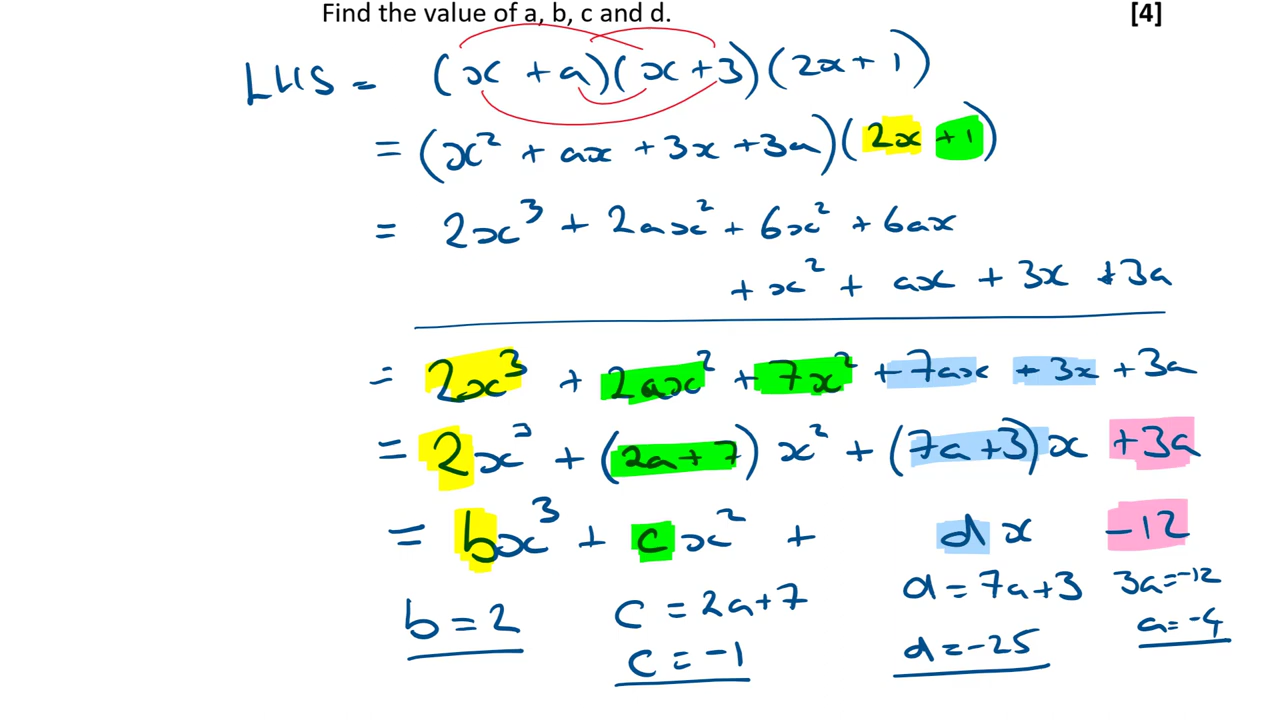 Find the value of a, b, c and d. [4]
LHS = (x + a)(x + 3)(2x + 1)
= (x² + ax + 3x + 3a)(2x + 1)
= 2x³ + 2ax² + 6x² + 6ax
+ x² + ax + 3x + 3a
= 2x³ + 2ax² + 7x² + 7ax + 3x + 3a
= 2x³ + (2a + 7)x² + (7a + 3)x + 3a
= bx³ + cx² + dx - 12
b = 2 c = 2a + 7 d = 7a + 3 3a = -12
c = -1 d = -25 a = -4